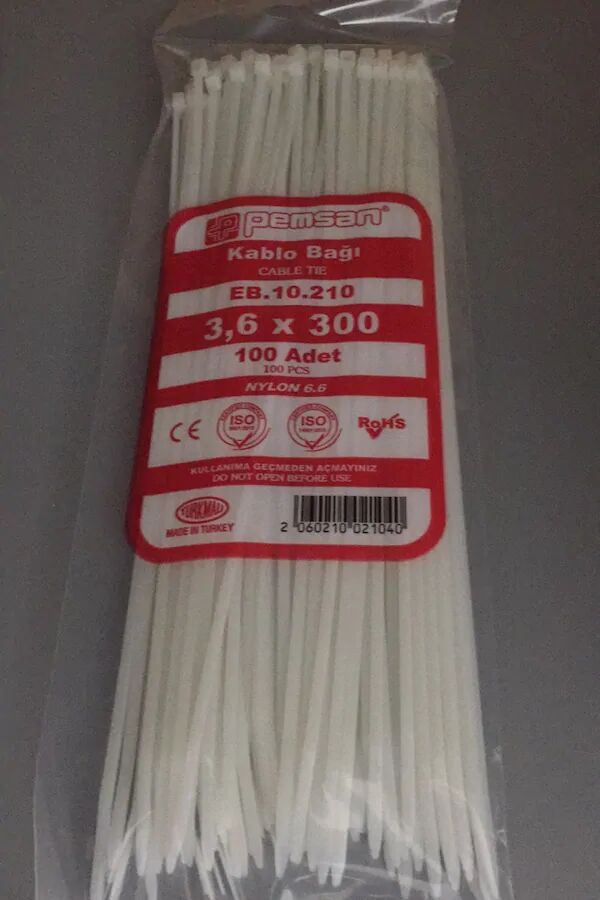 pemsan®
Kablo Bağı
CABLE TIE
EB.10.210
3,6 x 300
100 Adet
100 PCS
NYLON 6.6
CE ISO ISO RoHS
KULLANIMA GEÇMEDEN AÇMAYINIZ
DO NOT OPEN BEFORE USE
TÜRKMALI
MADE IN TURKEY
2 060210 021040